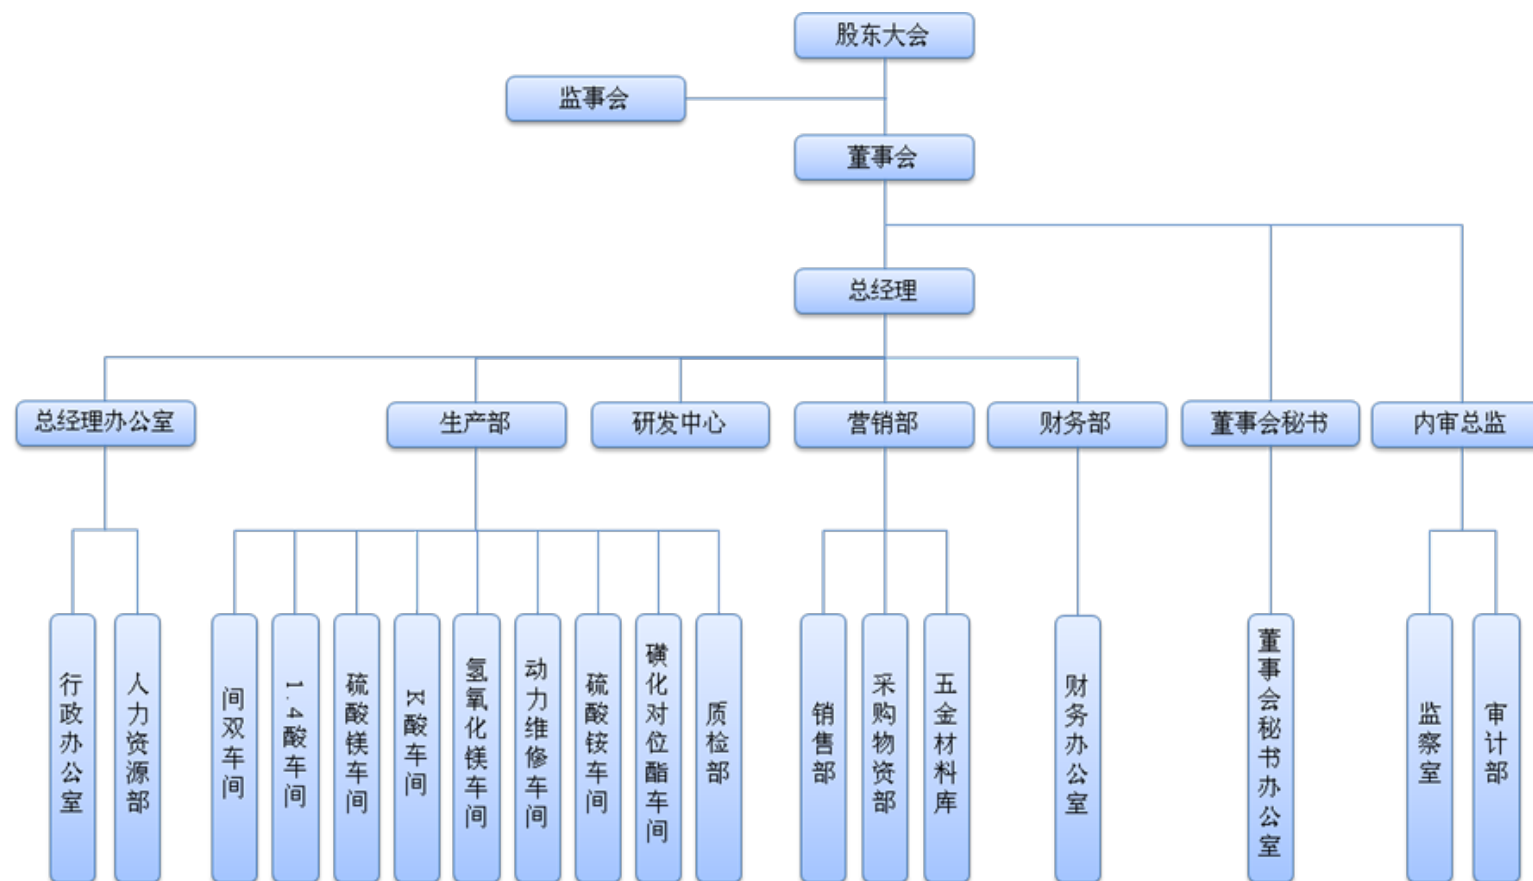 股东大会
监事会
董事会
总经理
总经理办公室
生产部
研发中心
营销部
财务部
董事会秘书
内审总监
行政办公室
人力资源部
间双车间
1.4酸车间
硫酸镁车间
K酸车间
氢氧化镁车间
动力维修车间
硫酸铵车间
磺化对位酯车间
质检部
销售部
采购物资部
五金材料库
财务办公室
董事会秘书办公室
监察室
审计部